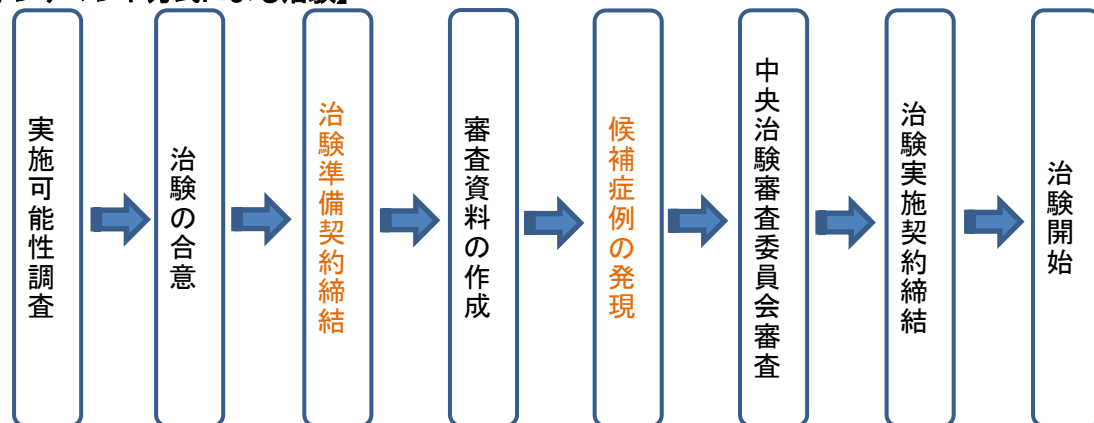 実施可能性調査
治験の合意
治験準備契約締結
審査資料の作成
候補症例の発現
中央治験審査委員会審査
治験実施契約締結
治験開始